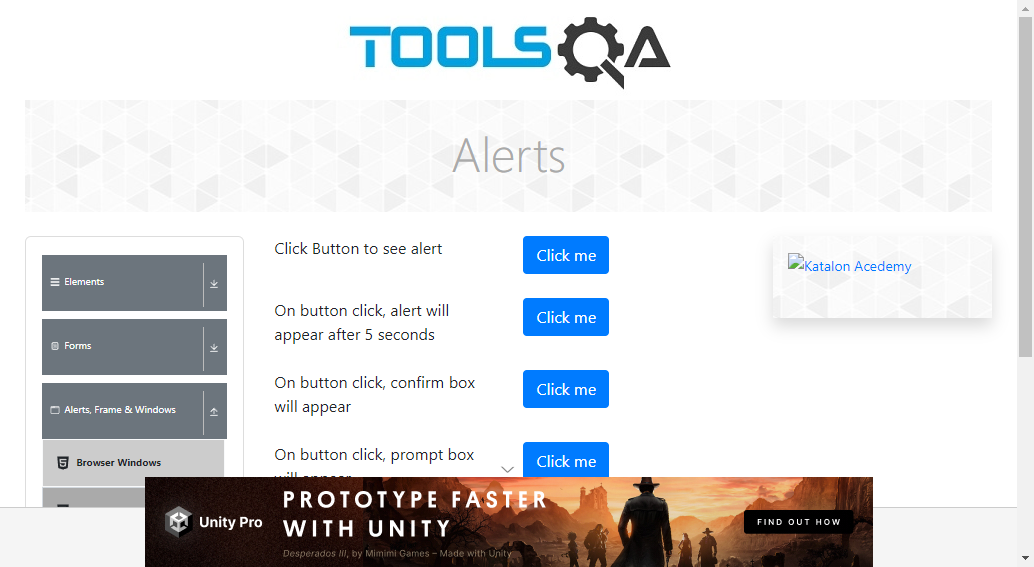 TOOLSQA
Alerts
Elements
Forms
Alerts, Frame & Windows
Browser Windows
Click Button to see alert
Click me
On button click, alert will
appear after 5 seconds
Click me
On button click, confirm box
will appear
Click me
On button click, prompt box
will appear
Click me
Katalon Acedemy
Unity Pro
PROTOTYPE FASTER
WITH UNITY
Desperados III, by Mimimi Games – Made with Unity
FIND OUT HOW